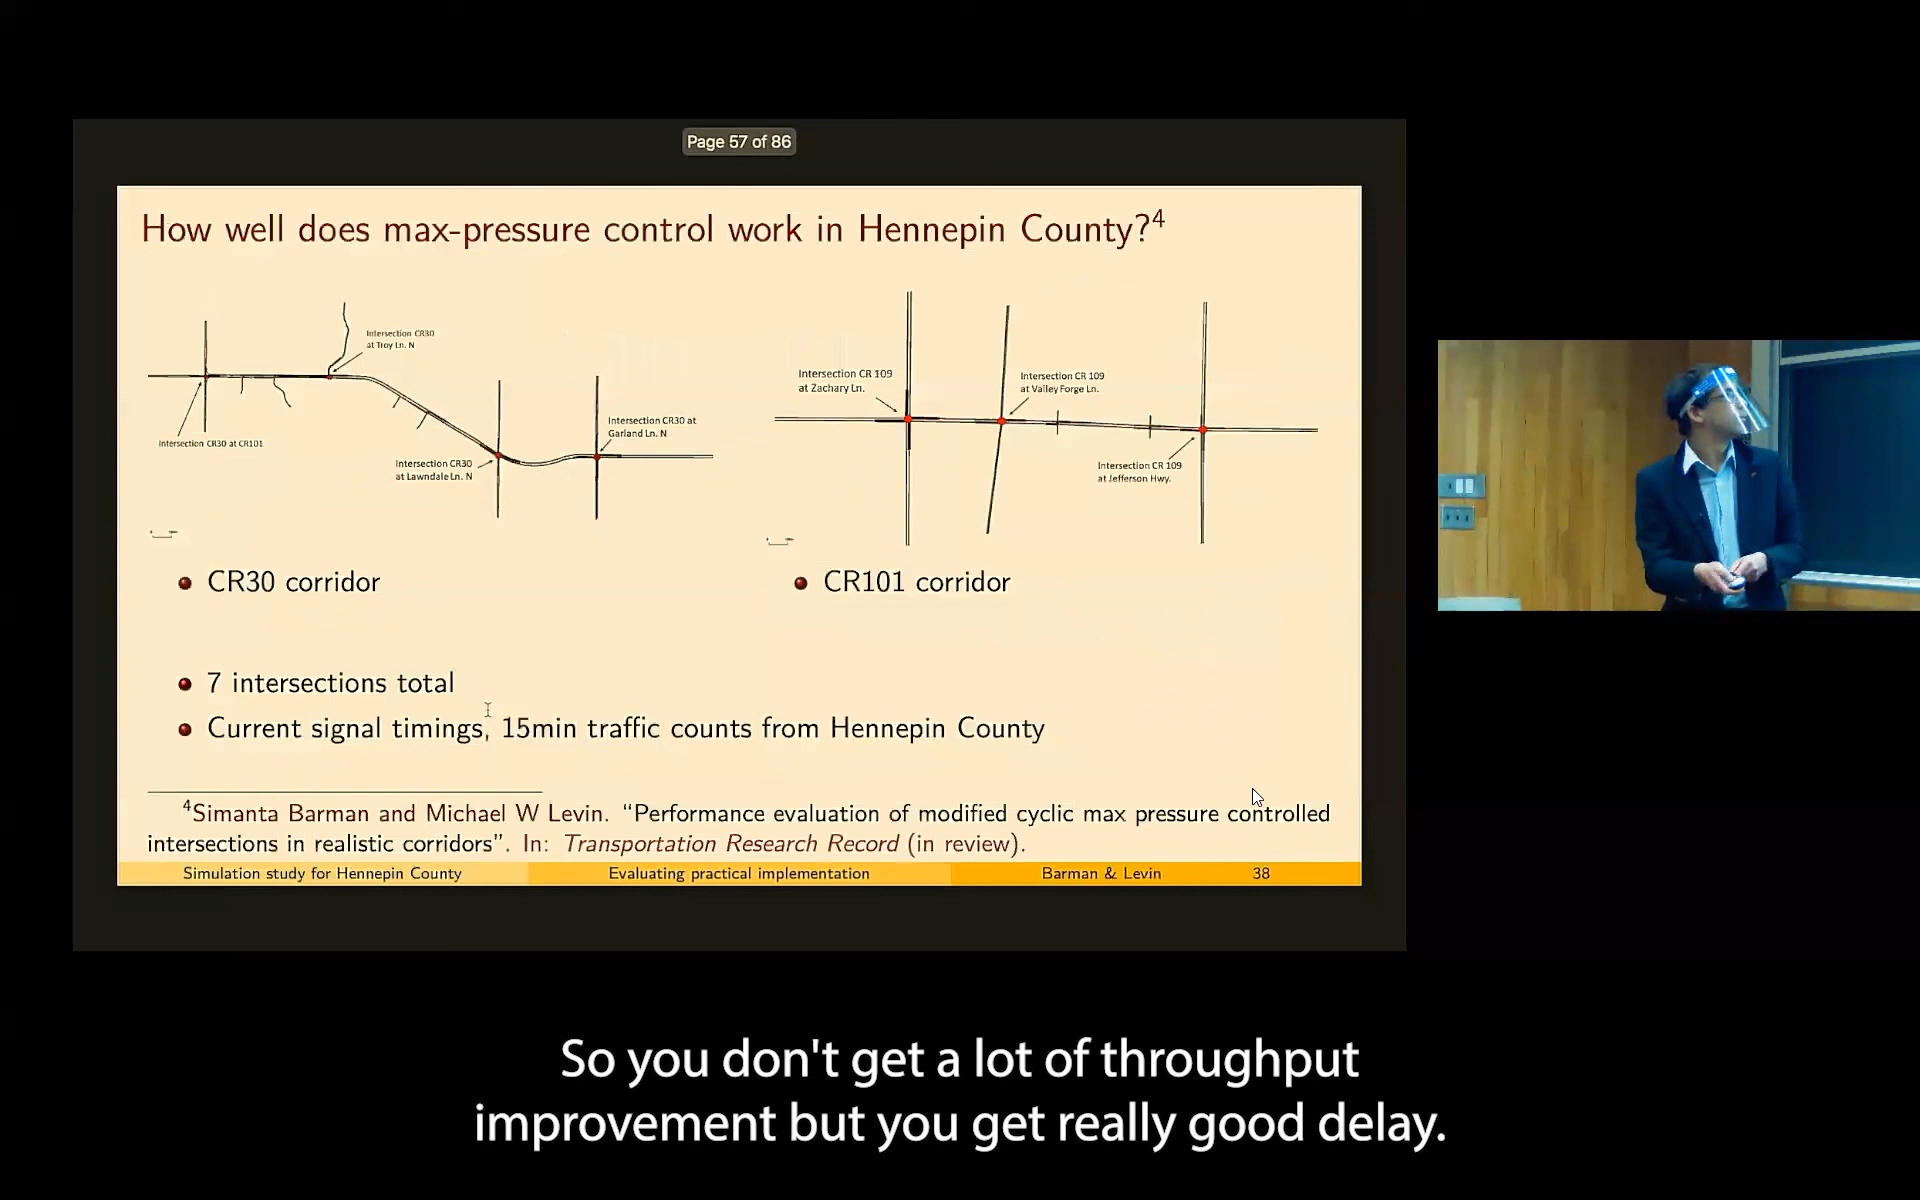 Page 57 of 86
How well does max-pressure control work in Hennepin County?⁴
Intersection CR30
at Troy Ln. N
Intersection CR30 at CR101
Intersection CR30
at Lawndale Ln. N
Intersection CR30 at
Garland Ln. N
Intersection CR 109
at Zachary Ln.
Intersection CR 109
at Valley Forge Ln.
Intersection CR 109
at Jefferson Hwy.
CR30 corridor
CR101 corridor
7 intersections total
Current signal timings, 15min traffic counts from Hennepin County
⁴Simanta Barman and Michael W Levin. “Performance evaluation of modified cyclic max pressure controlled
intersections in realistic corridors”. In: Transportation Research Record (in review).
Simulation study for Hennepin County
Evaluating practical implementation
Barman & Levin
38
So you don't get a lot of throughput
improvement but you get really good delay.